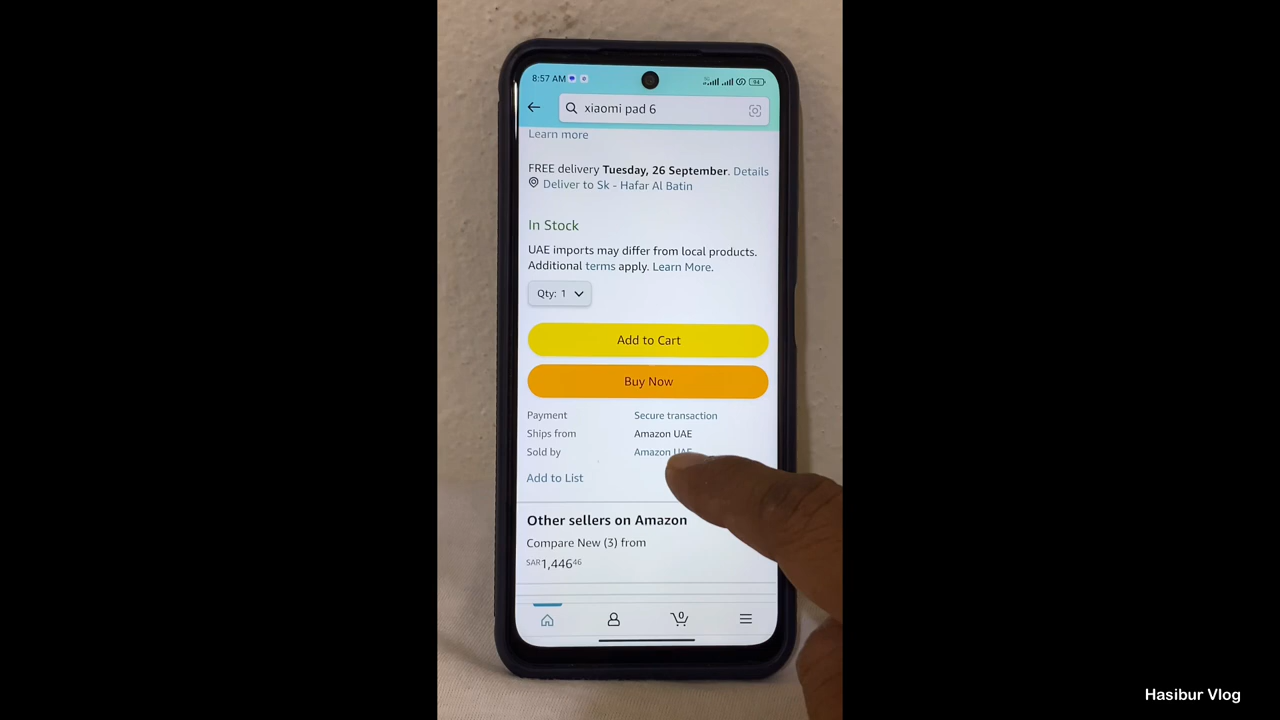 8:57 AM
94
xiaomi pad 6
Learn more
FREE delivery Tuesday, 26 September. Details
Deliver to Sk - Hafar Al Batin
In Stock
UAE imports may differ from local products.
Additional terms apply. Learn More.
Qty: 1
Add to Cart
Buy Now
Payment Secure transaction
Ships from Amazon UAE
Sold by Amazon UAE
Add to List
Other sellers on Amazon
Compare New (3) from
SAR1,44646
0
Hasibur Vlog